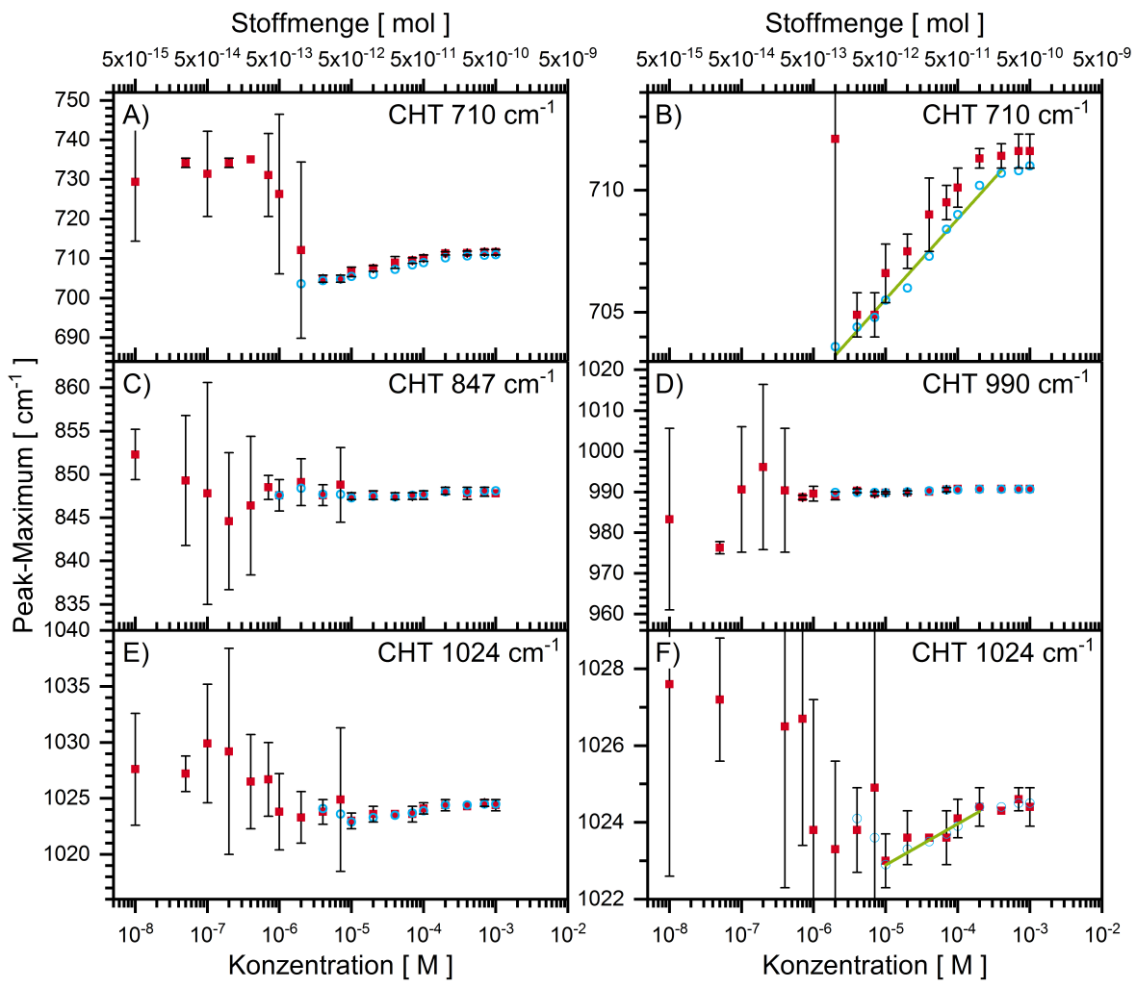 Stoffmenge [ mol ] Stoffmenge [ mol ]
5x10⁻¹⁵ 5x10⁻¹⁴ 5x10⁻¹³ 5x10⁻¹² 5x10⁻¹¹ 5x10⁻¹⁰ 5x10⁻⁹ 5x10⁻¹⁵ 5x10⁻¹⁴ 5x10⁻¹³ 5x10⁻¹² 5x10⁻¹¹ 5x10⁻¹⁰ 5x10⁻⁹
A) CHT 710 cm⁻¹
750
740
730
720
710
700
690
B) CHT 710 cm⁻¹
710
705
Peak-Maximum [ cm⁻¹ ]
C) CHT 847 cm⁻¹
860
855
850
845
840
835
D) CHT 990 cm⁻¹
1020
1010
1000
990
980
970
960
E) CHT 1024 cm⁻¹
1040
1035
1030
1025
1020
F) CHT 1024 cm⁻¹
1028
1026
1024
1022
10⁻⁸ 10⁻⁷ 10⁻⁶ 10⁻⁵ 10⁻⁴ 10⁻³ 10⁻² 10⁻⁸ 10⁻⁷ 10⁻⁶ 10⁻⁵ 10⁻⁴ 10⁻³ 10⁻²
Konzentration [ M ] Konzentration [ M ]